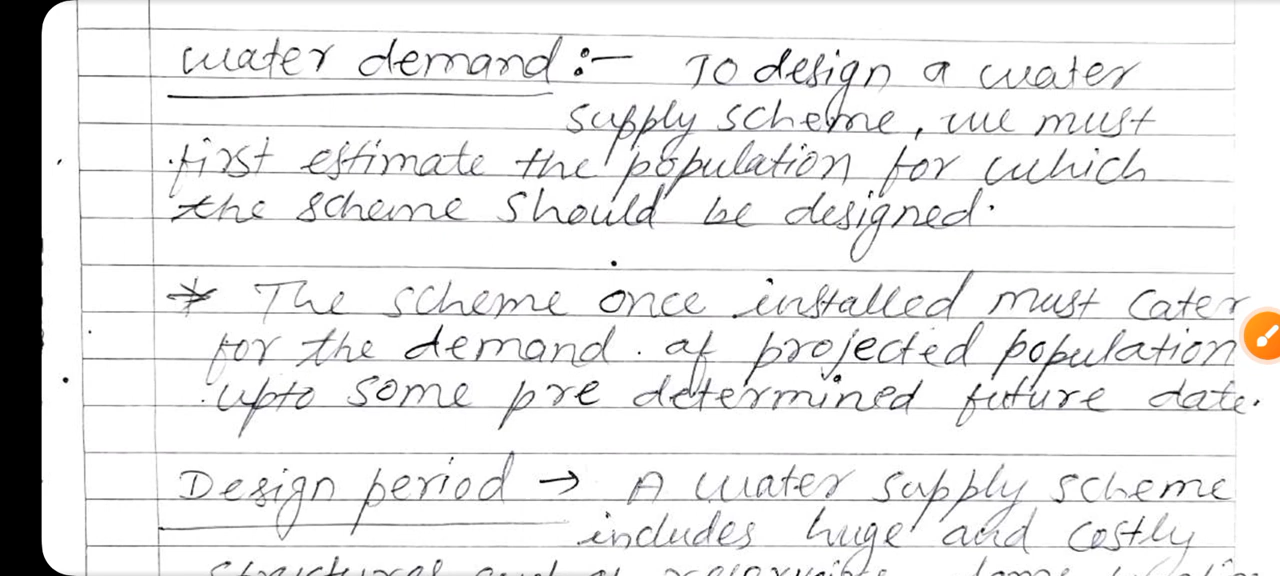 water demand :- To design a water
supply scheme, we must
first estimate the population for which
the scheme should be designed.
* The scheme once installed must cater
for the demand of projected population
upto some pre determined future date.
Design period → A water supply scheme
includes huge and costly